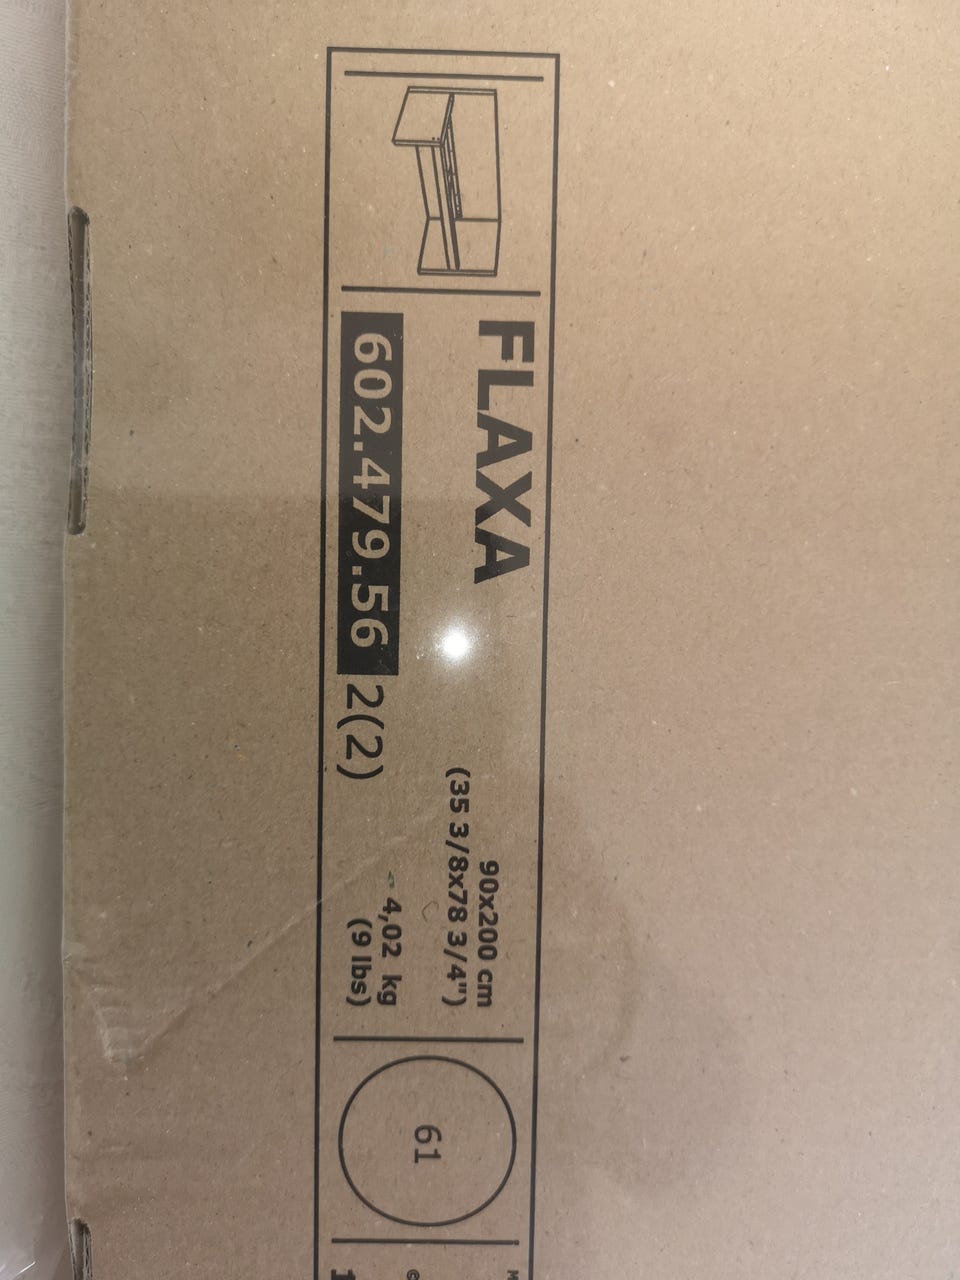 FLAXA
90x200 cm
(35 3/8x78 3/4")
602.479.56 2(2)
4,02 kg
(9 lbs)
61